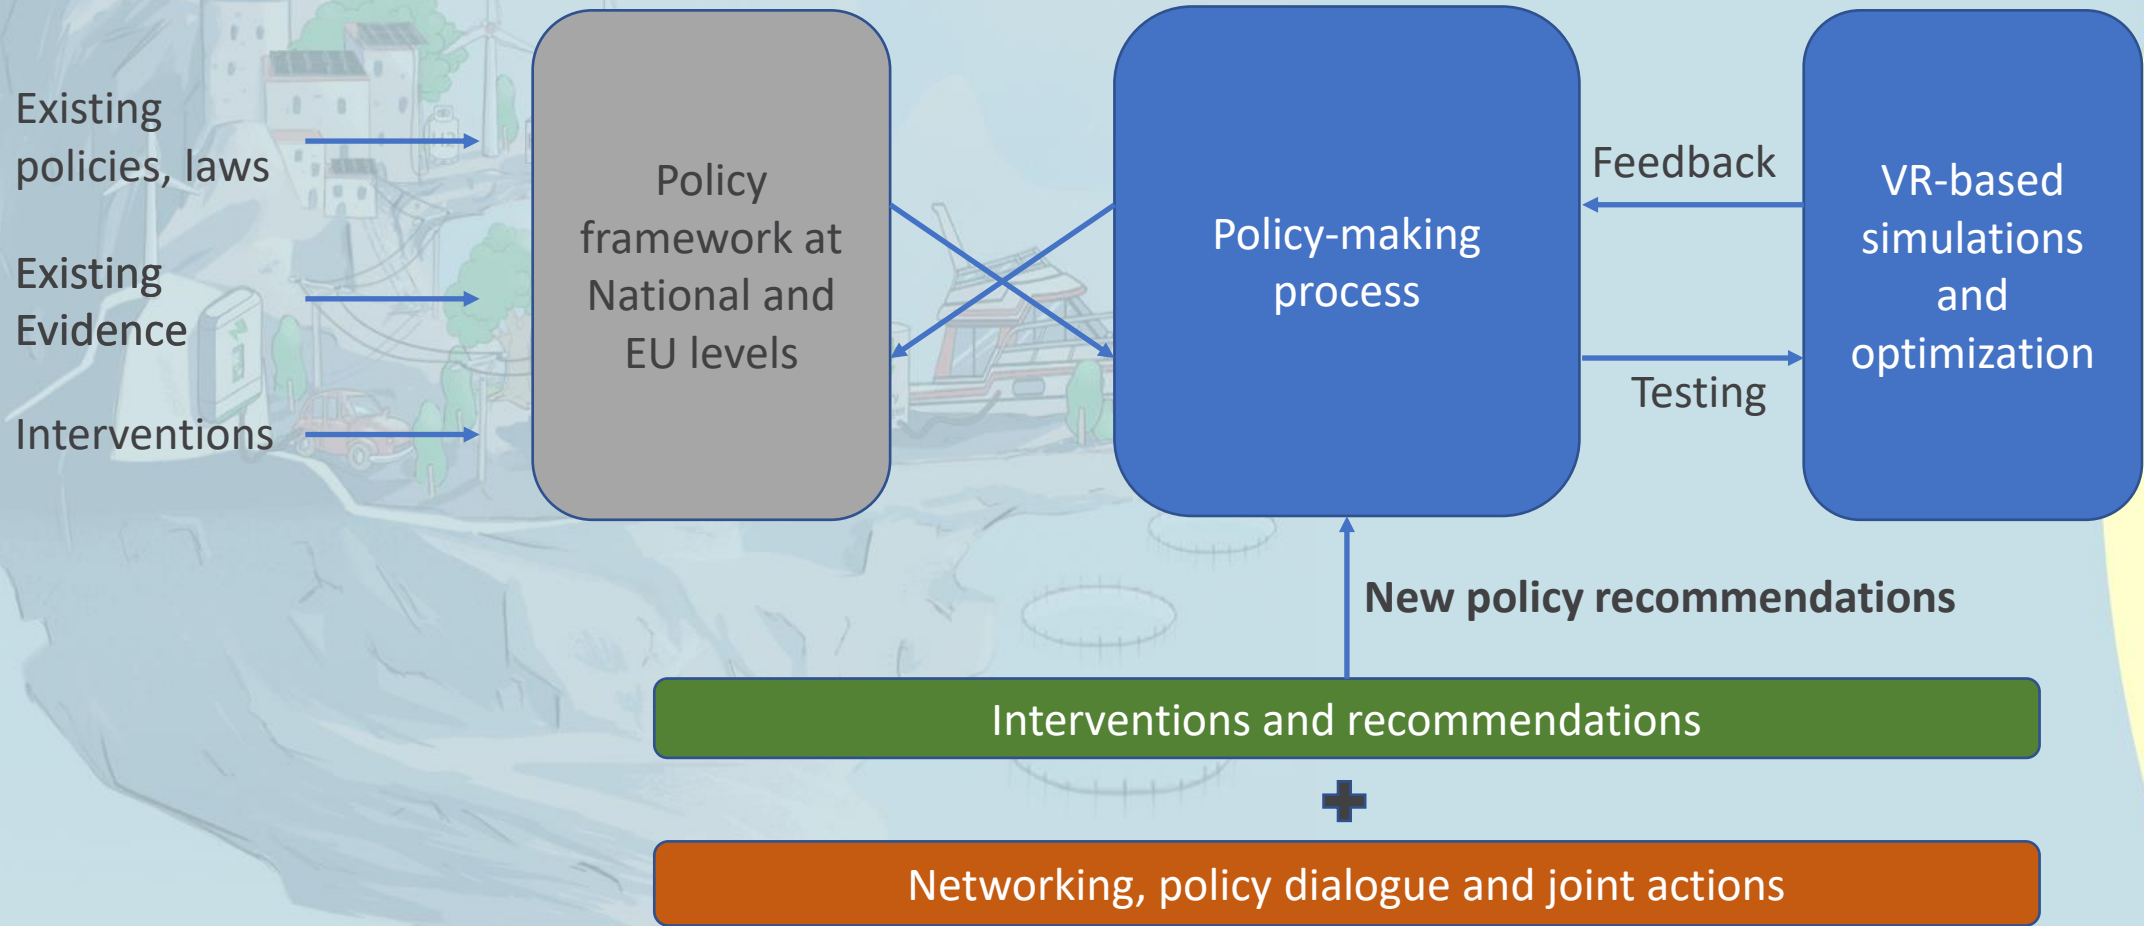 Existing
policies, laws
Existing
Evidence
Interventions
Policy
framework at
National and
EU levels
Policy-making
process
Feedback
Testing
VR-based
simulations
and
optimization
New policy recommendations
Interventions and recommendations
Networking, policy dialogue and joint actions
H2